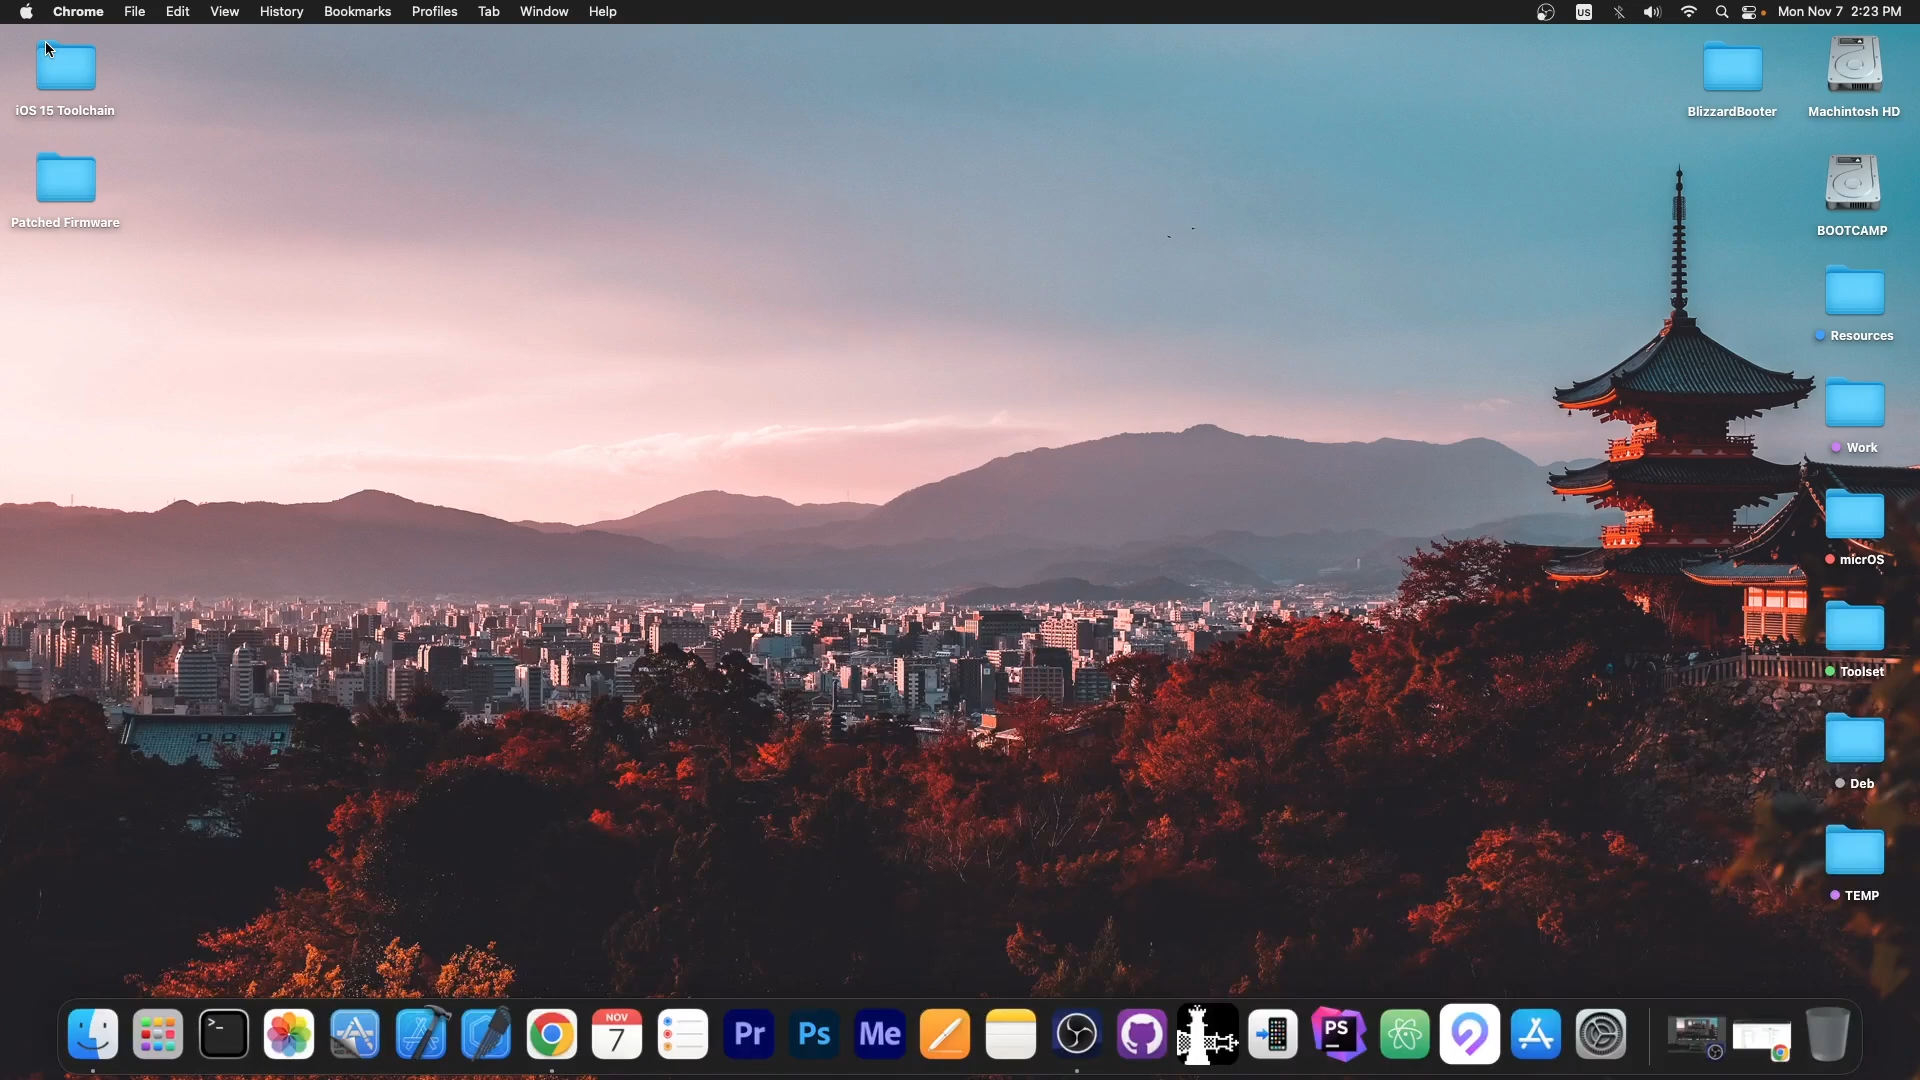 Chrome File Edit View History Bookmarks Profiles Tab Window Help
US Mon Nov 7 2:23 PM
iOS 15 Toolchain
Patched Firmware
BlizzardBooter
Machintosh HD
BOOTCAMP
Resources
Work
micrOS
Toolset
Deb
TEMP
>_
NOV
7
Pr
Ps
Me
PS